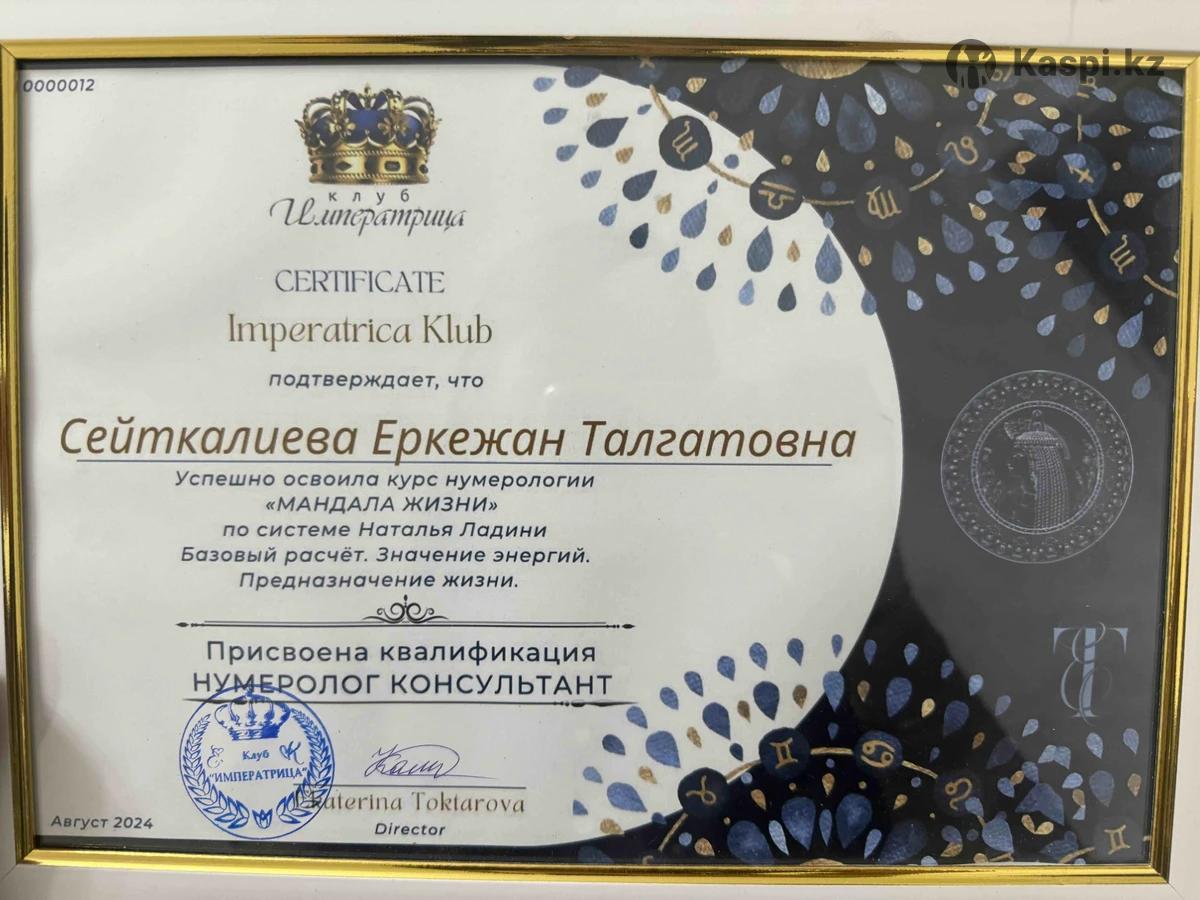 0000012
Kaspi.kz
клуб
Императрица
CERTIFICATE
Imperatrica Klub
подтверждает, что
Сейткалиева Еркежан Талгатовна
Успешно освоила курс нумерологии
«МАНДАЛА ЖИЗНИ»
по системе Наталья Ладини
Базовый расчёт. Значение энергий.
Предназначение жизни.
Присвоена квалификация
НУМЕРОЛОГ КОНСУЛЬТАНТ
Клуб
"ИМПЕРАТРИЦА"
Ekaterina Toktarova
Director
Август 2024